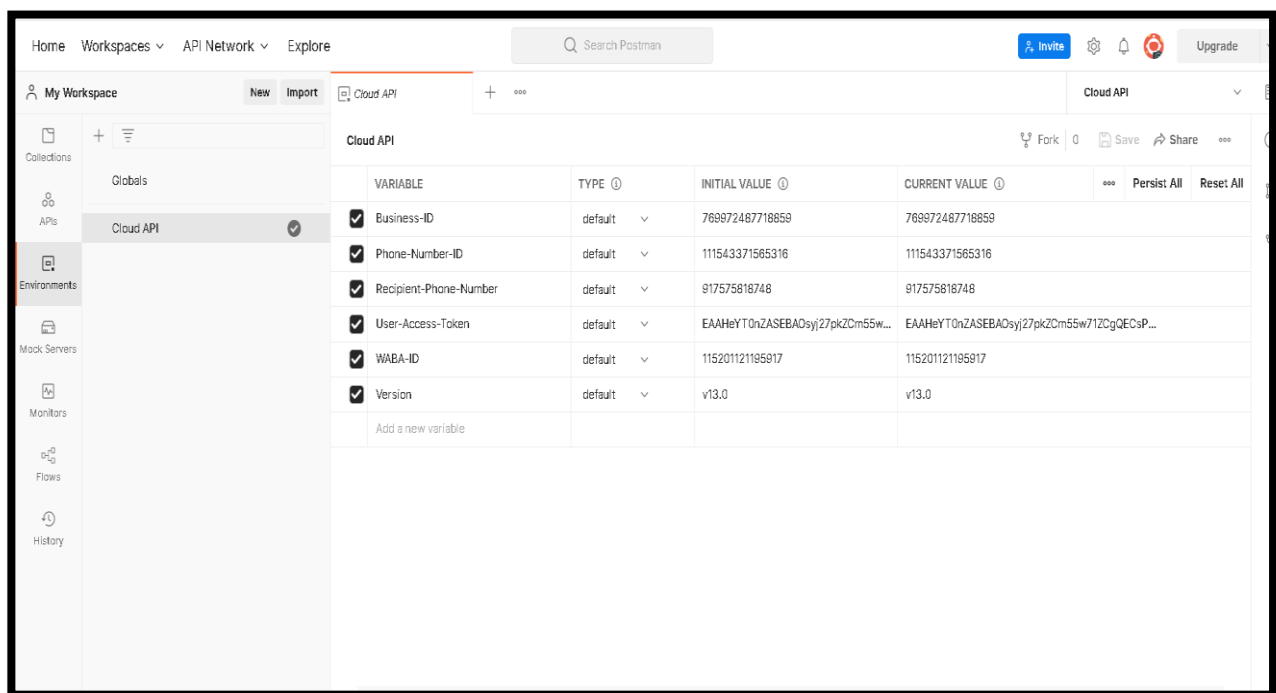 Home Workspaces API Network Explore Search Postman Invite Upgrade
My Workspace New Import Cloud API Cloud API
Collections
Cloud API Fork 0 Save Share
Globals
VARIABLE TYPE INITIAL VALUE CURRENT VALUE Persist All Reset All
APIs
Cloud API
Business-ID default 769972487718859 769972487718859
Phone-Number-ID default 111543371565316 111543371565316
Environments
Recipient-Phone-Number default 917575818748 917575818748
User-Access-Token default EAAHeYT0nZASEBAOsyj27pkZCm55w... EAAHeYT0nZASEBAOsyj27pkZCm55w71ZCgQECsP...
Mock Servers
WABA-ID default 115201121195917 115201121195917
Version default v13.0 v13.0
Monitors
Add a new variable
Flows
History